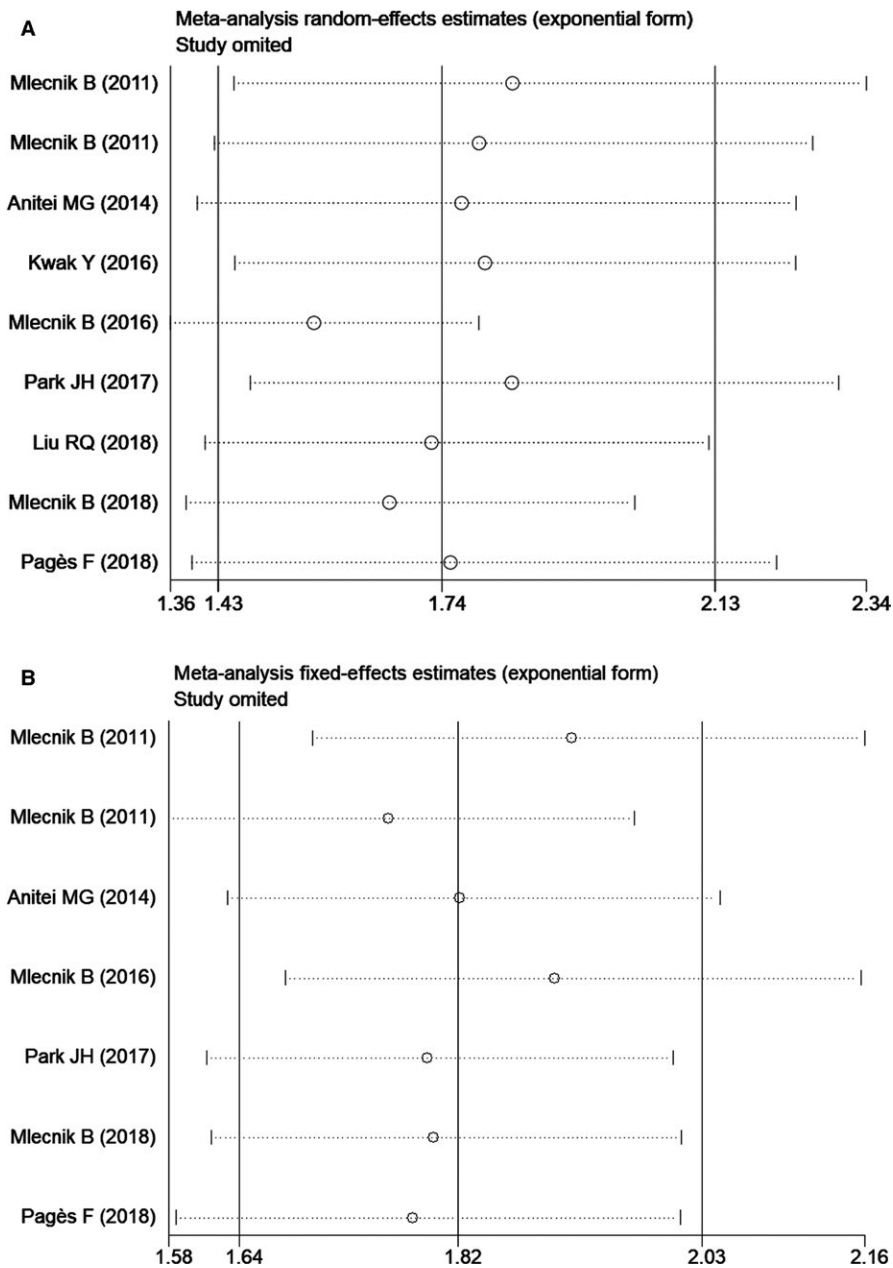 A
Meta-analysis random-effects estimates (exponential form)
Study omited
Mlecnik B (2011)
Mlecnik B (2011)
Anitei MG (2014)
Kwak Y (2016)
Mlecnik B (2016)
Park JH (2017)
Liu RQ (2018)
Mlecnik B (2018)
Pagès F (2018)
1.36 1.43 1.74 2.13 2.34
B
Meta-analysis fixed-effects estimates (exponential form)
Study omited
Mlecnik B (2011)
Mlecnik B (2011)
Anitei MG (2014)
Mlecnik B (2016)
Park JH (2017)
Mlecnik B (2018)
Pagès F (2018)
1.58 1.64 1.82 2.03 2.16